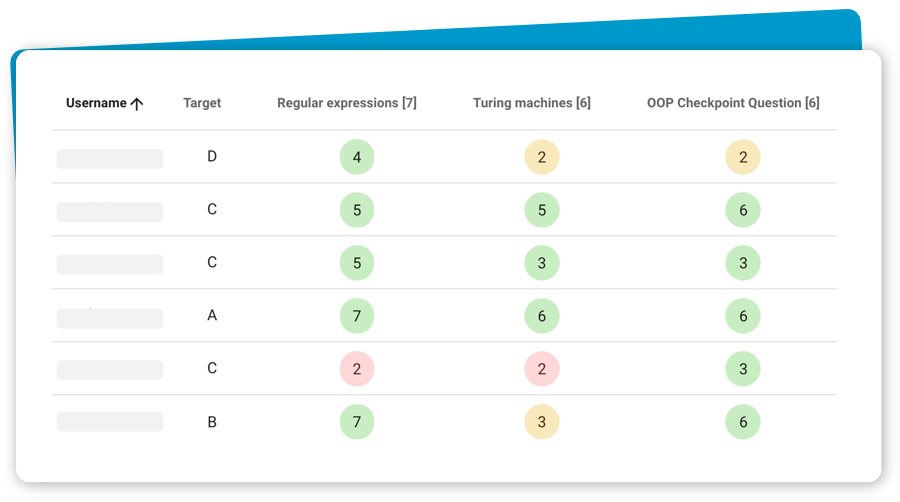 Username Target Regular expressions [7] Turing machines [6] OOP Checkpoint Question [6]
D 4 2 2
C 5 5 6
C 5 3 3
A 7 6 6
C 2 2 3
B 7 3 6